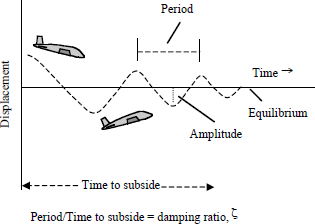 Period
Displacement
Time →
Equilibrium
Amplitude
Time to subside
Period/Time to subside = damping ratio, ζ